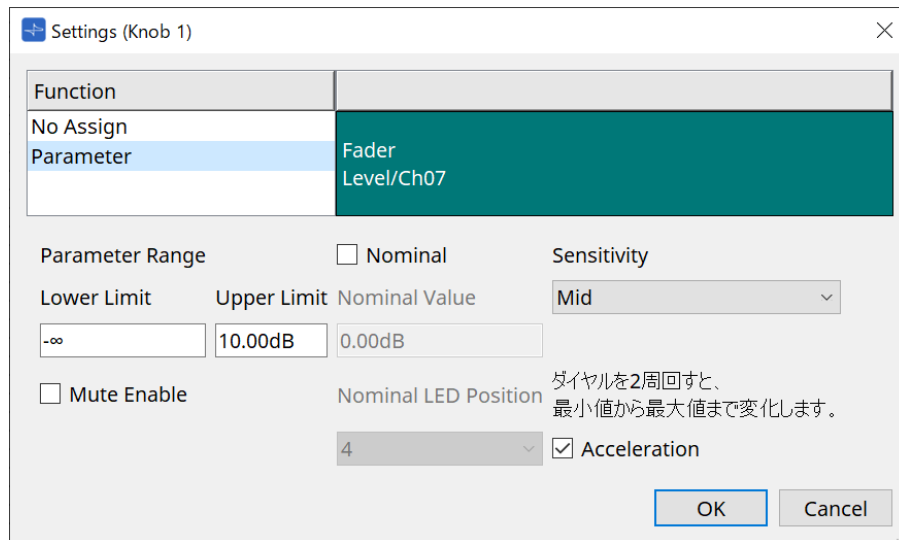 Settings (Knob 1)
Function
No Assign
Parameter
Fader
Level/Ch07
Parameter Range
Nominal
Sensitivity
Lower Limit
Upper Limit
Nominal Value
Mid
-∞
10.00dB
0.00dB
Mute Enable
Nominal LED Position
ダイヤルを2周回すと、
最小値から最大値まで変化します。
4
Acceleration
OK
Cancel